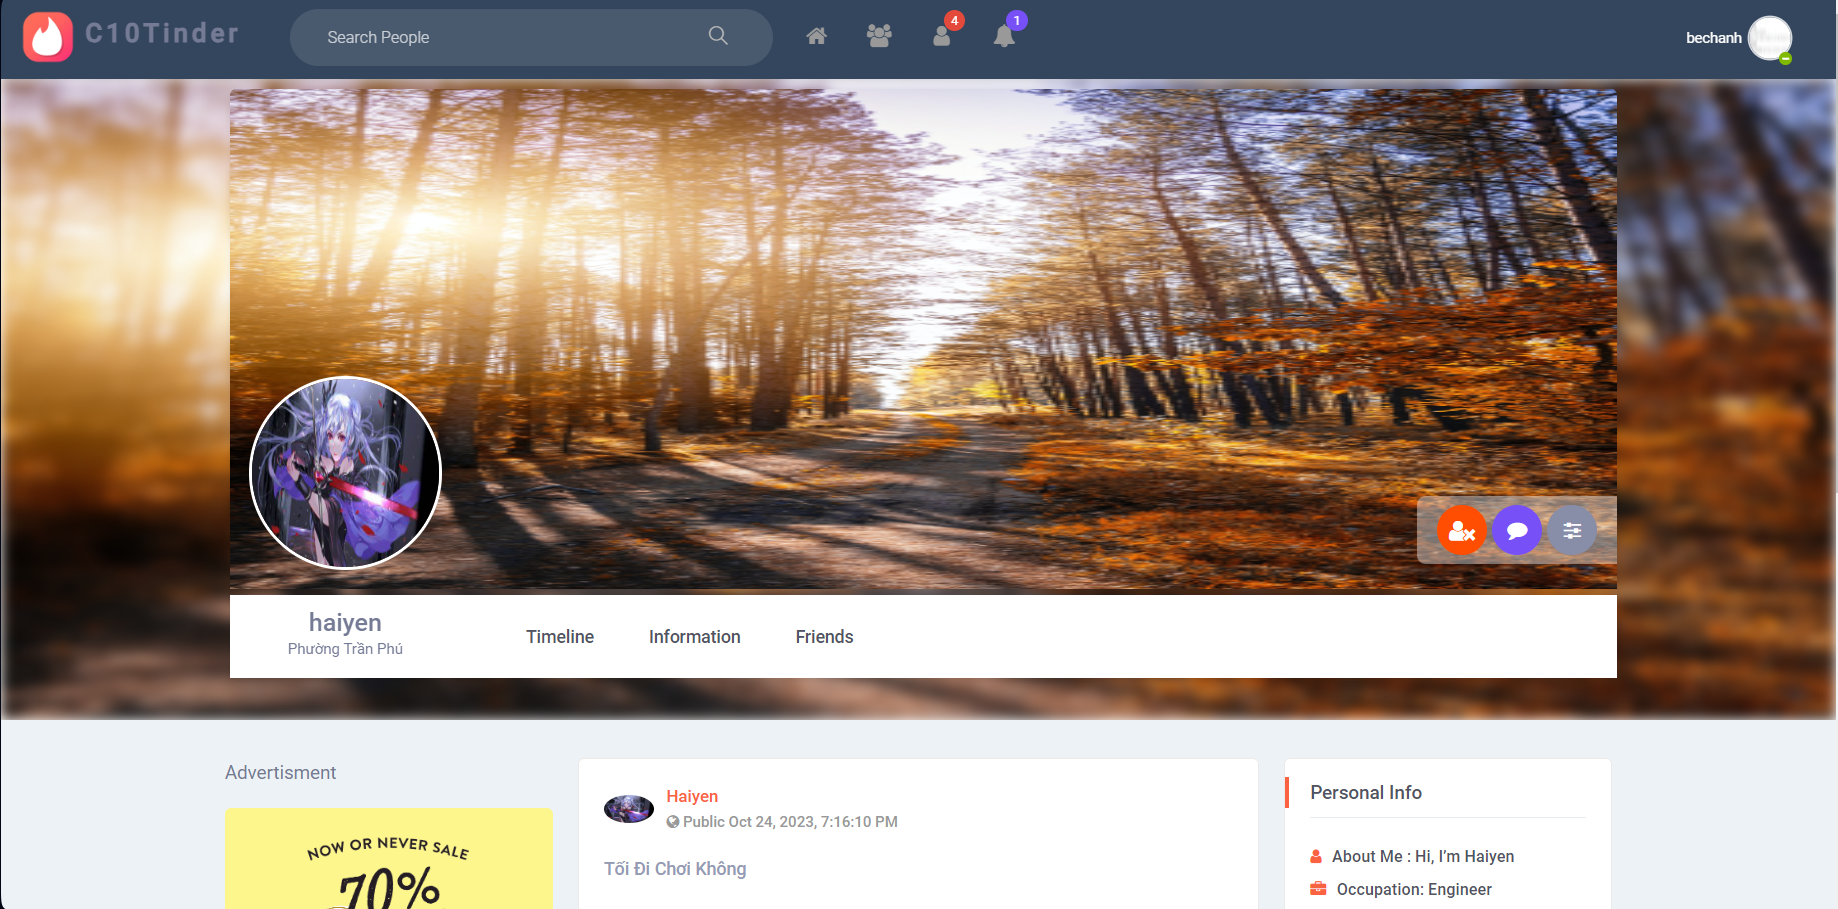 C10Tinder
Search People
4
1
bechanh
haiyen
Phường Trần Phú
Timeline
Information
Friends
Advertisment
NOW OR NEVER SALE
70%
Haiyen
Public Oct 24, 2023, 7:16:10 PM
Tối Đi Chơi Không
Personal Info
About Me : Hi, I’m Haiyen
Occupation: Engineer